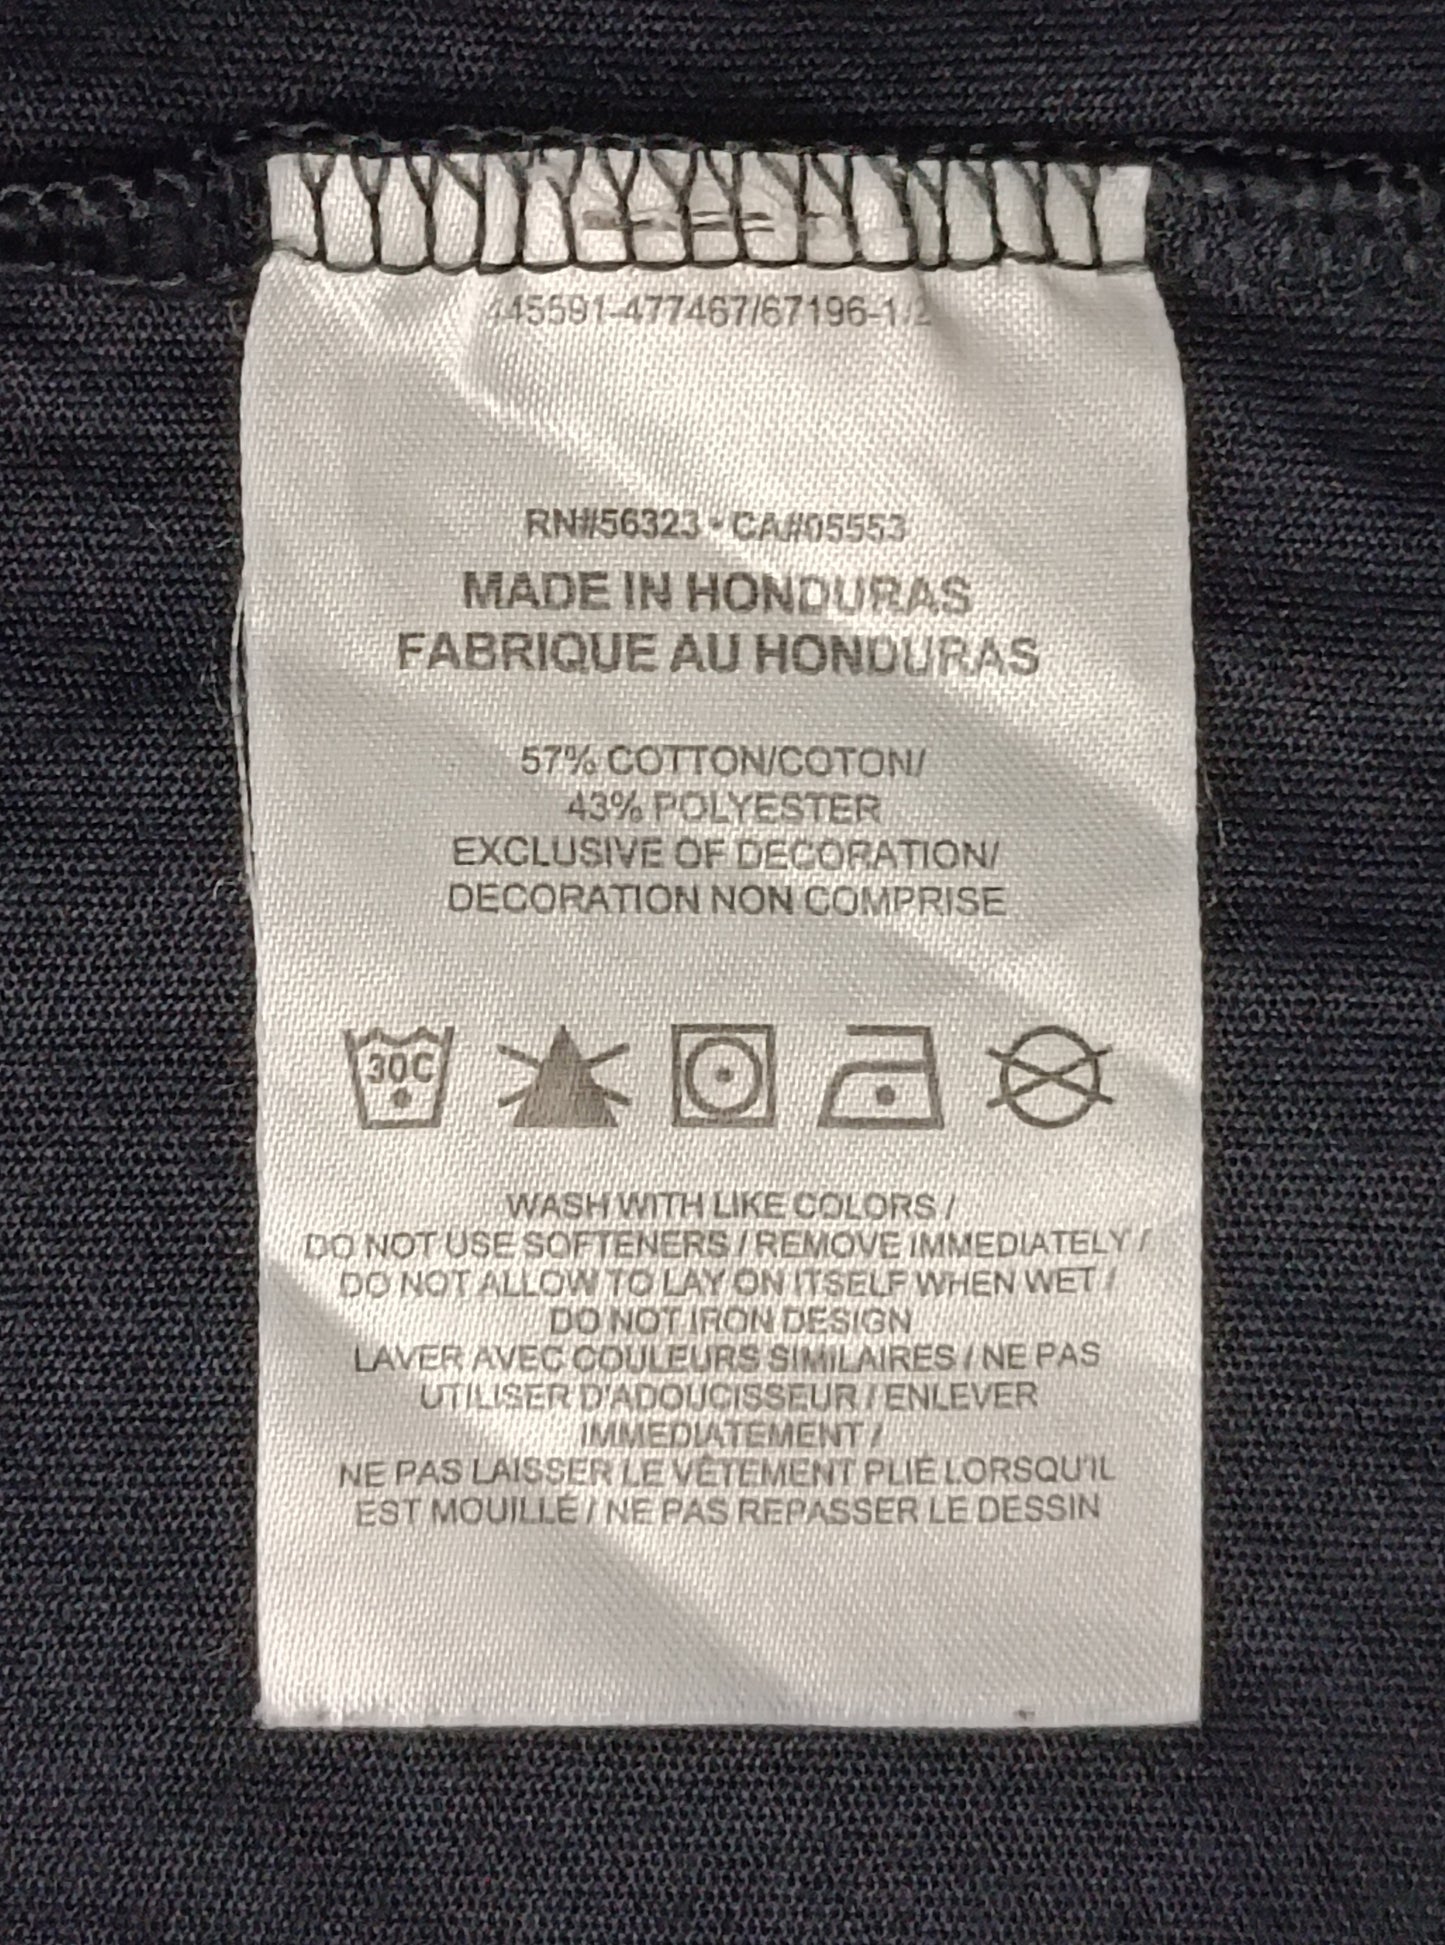 445591-477467/67196-1/2
RN#56323 • CA#05553
MADE IN HONDURAS
FABRIQUE AU HONDURAS
57% COTTON/COTON/
43% POLYESTER
EXCLUSIVE OF DECORATION/
DECORATION NON COMPRISE
30C
WASH WITH LIKE COLORS /
DO NOT USE SOFTENERS / REMOVE IMMEDIATELY /
DO NOT ALLOW TO LAY ON ITSELF WHEN WET /
DO NOT IRON DESIGN
LAVER AVEC COULEURS SIMILAIRES / NE PAS
UTILISER D'ADOUCISSEUR / ENLEVER
IMMEDIATEMENT /
NE PAS LAISSER LE VÊTEMENT PLIÉ LORSQU'IL
EST MOUILLÉ / NE PAS REPASSER LE DESSIN